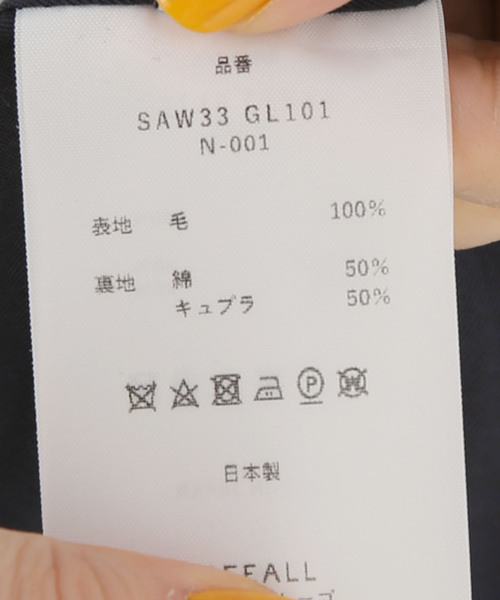 品番
SAW33 GL101
N-001
表地 毛 100%
裏地 綿 50%
キュプラ 50%
日本製